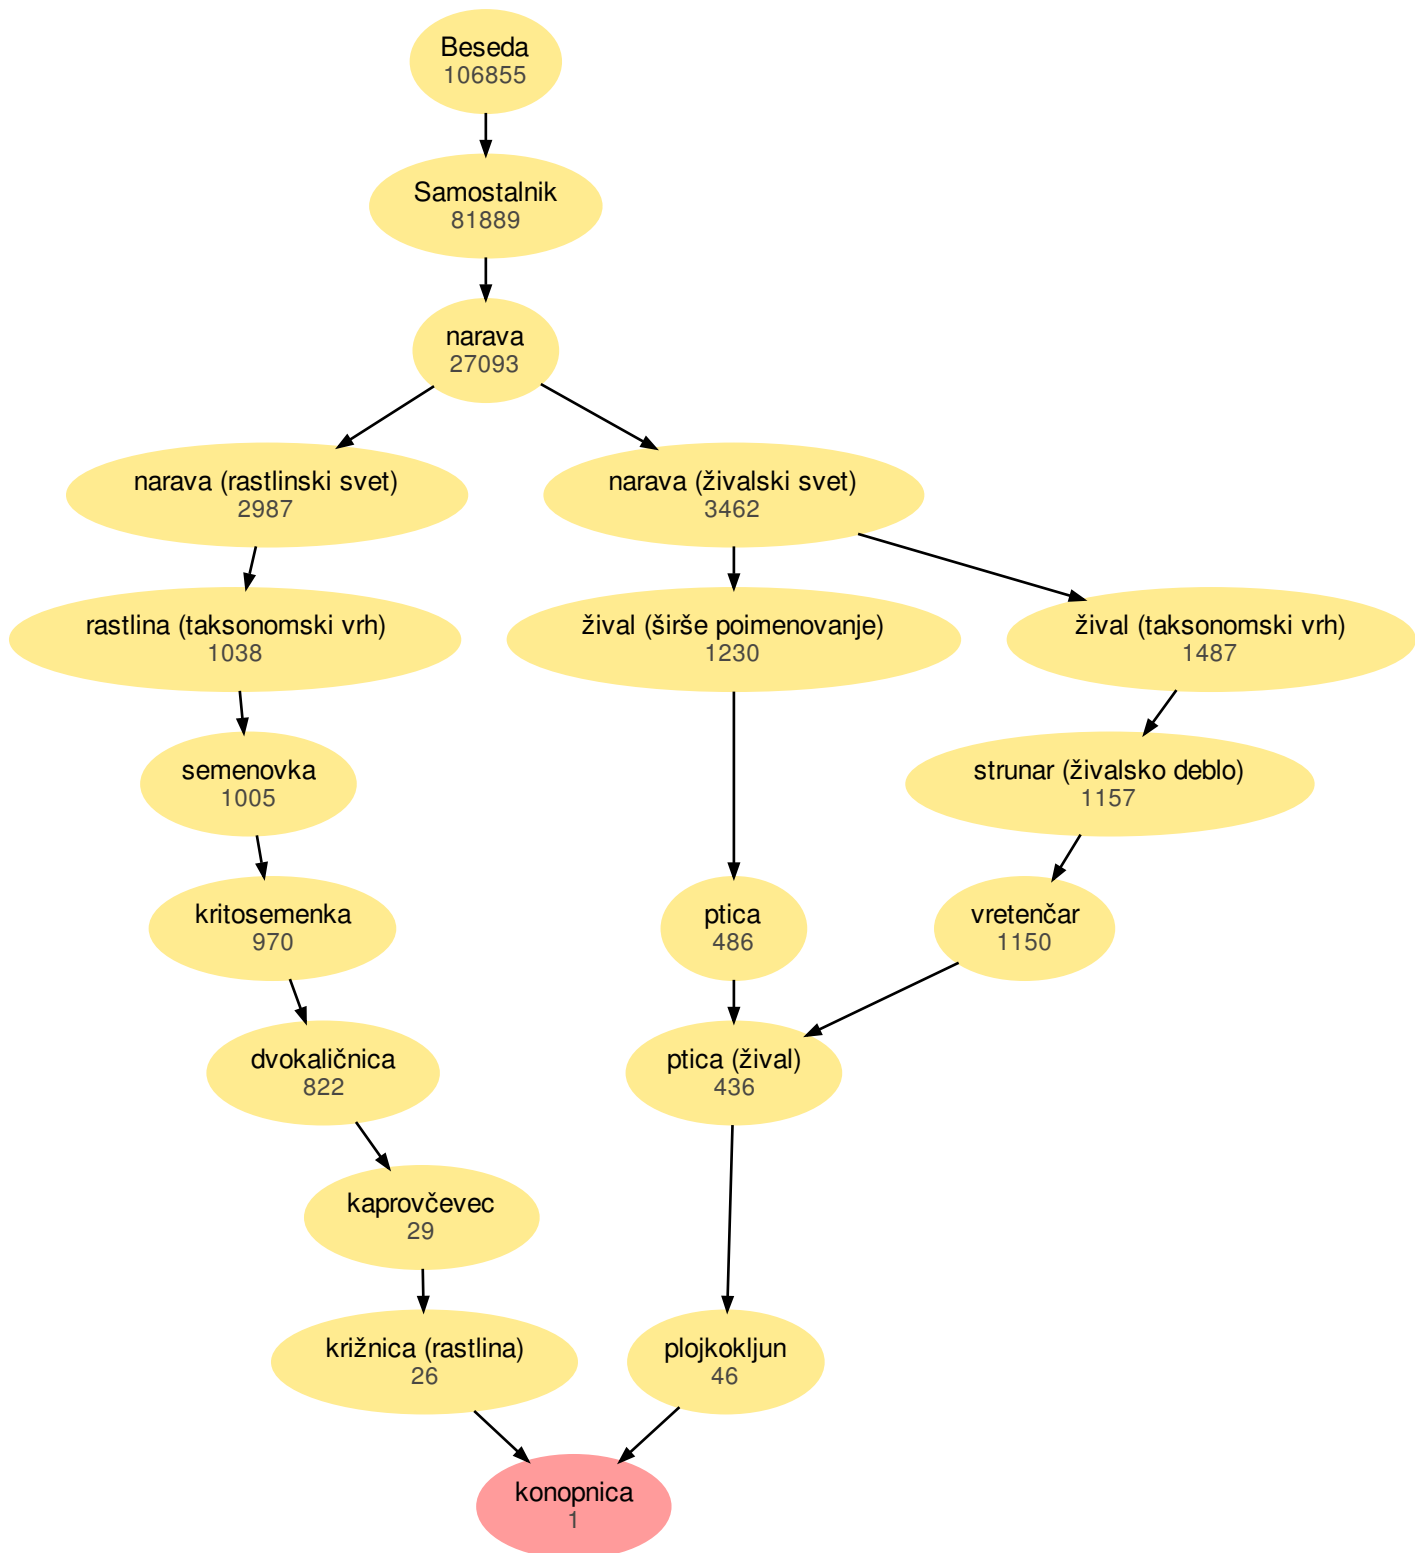 Beseda
106855
Samostalnik
81889
narava
27093
narava (rastlinski svet)
2987
narava (živalski svet)
3462
rastlina (taksonomski vrh)
1038
žival (širše poimenovanje)
1230
žival (taksonomski vrh)
1487
semenovka
1005
strunar (živalsko deblo)
1157
kritosemenka
970
ptica
486
vretenčar
1150
dvokaličnica
822
ptica (žival)
436
kaprovčevec
29
križnica (rastlina)
26
plojkokljun
46
konopnica
1